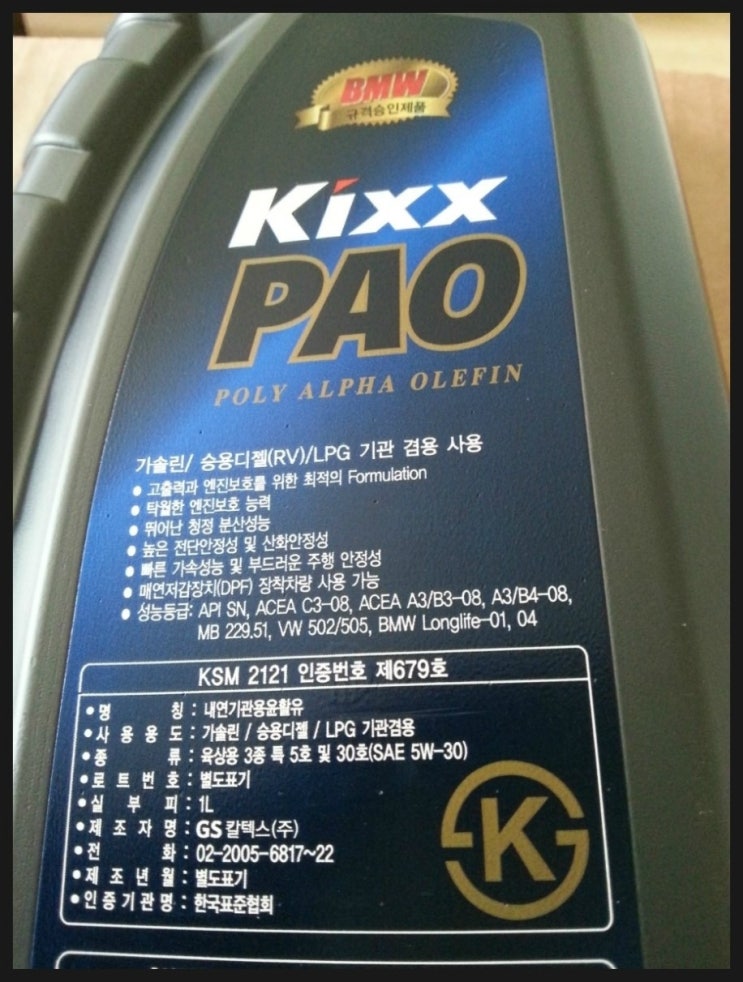 BMW
규격승인제품
Kixx
PAO
POLY ALPHA OLEFIN
가솔린/ 승용디젤(RV)/LPG 기관 겸용 사용
● 고출력과 엔진보호를 위한 최적의 Formulation
● 탁월한 엔진보호 능력
● 뛰어난 청정 분산성능
● 높은 전단안정성 및 산화안정성
● 빠른 가속성능 및 부드러운 주행 안정성
● 매연저감장치(DPF) 장착차량 사용 가능
● 성능등급: API SN, ACEA C3-08, ACEA A3/B3-08, A3/B4-08,
MB 229.51, VW 502/505, BMW Longlife-01, 04
KSM 2121 인증번호 제679호
● 명 칭 : 내연기관용윤활유
● 사 용 용 도 : 가솔린 / 승용디젤 / LPG 기관겸용
● 종 류 : 육상용 3종 특 5호 및 30호(SAE 5W-30)
● 로 트 번 호 : 별도표기
● 실 부 피 : 1L
● 제 조 자 명 : GS 칼텍스(주)
● 전 화 : 02-2005-6817~22
● 제 조 년 월 : 별도표기
● 인 증 기 관 명 : 한국표준협회
K